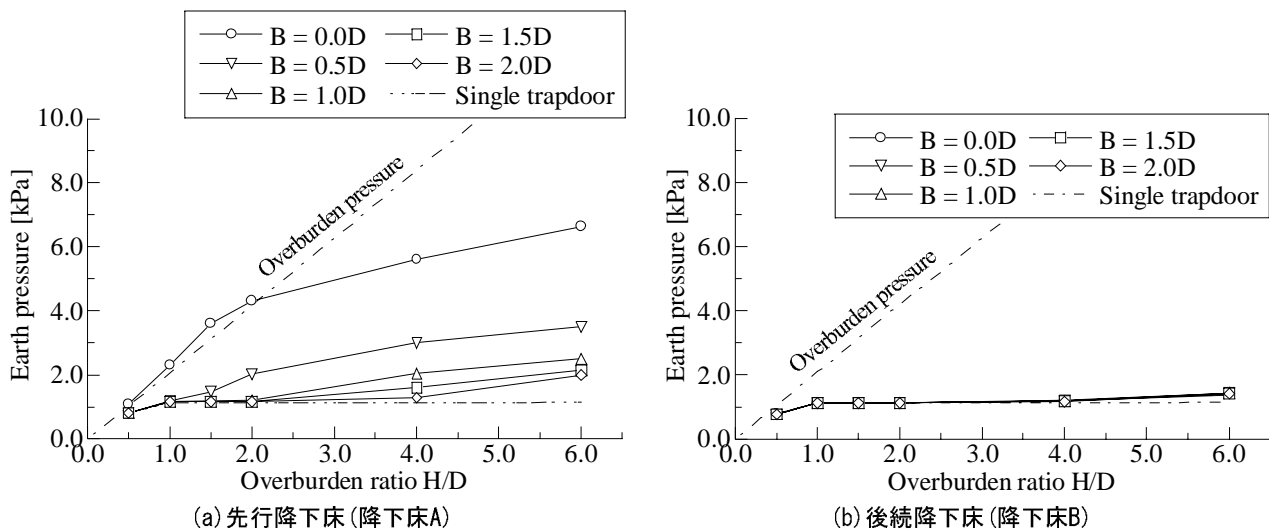 B = 0.0D
B = 1.5D
B = 0.5D
B = 2.0D
B = 1.0D
Single trapdoor
10.0
8.0
6.0
4.0
2.0
0.0
Earth pressure [kPa]
Overburden pressure
0.0 1.0 2.0 3.0 4.0 5.0 6.0
Overburden ratio H/D
(a) 先行降下床 (降下床A)
B = 0.0D
B = 1.5D
B = 0.5D
B = 2.0D
B = 1.0D
Single trapdoor
10.0
8.0
6.0
4.0
2.0
0.0
Earth pressure [kPa]
Overburden pressure
0.0 1.0 2.0 3.0 4.0 5.0 6.0
Overburden ratio H/D
(b) 後続降下床 (降下床B)